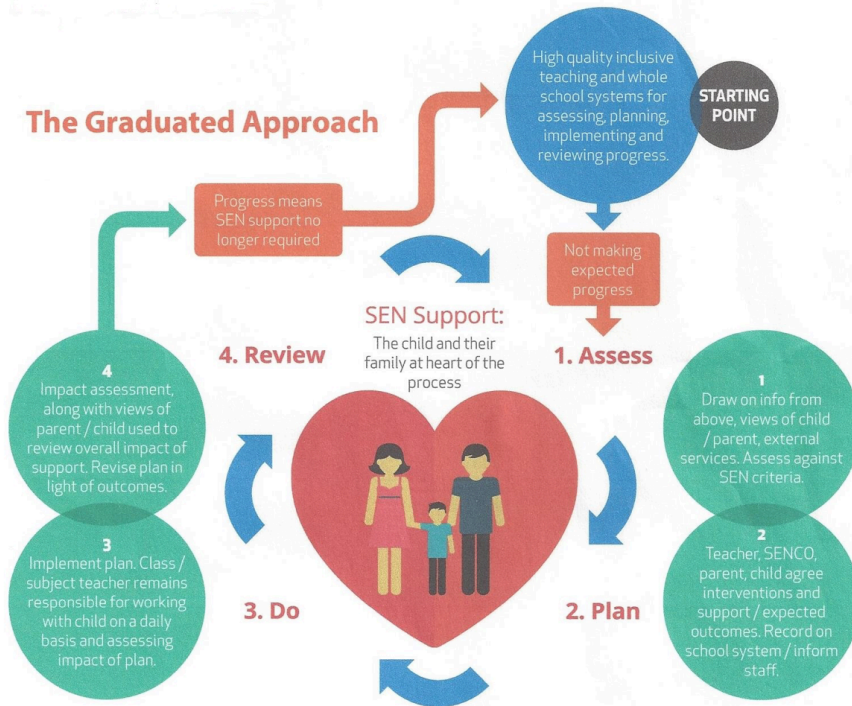 The Graduated Approach
High quality inclusive
teaching and whole
school systems for
assessing, planning,
implementing and
reviewing progress.
STARTING
POINT
Progress means
SEN support no
longer required
Not making
expected
progress
SEN Support:
The child and their
family at heart of the
process
1. Assess
1
Draw on info from
above, views of child
/ parent, external
services. Assess against
SEN criteria.
2. Plan
2
Teacher, SENCO,
parent, child agree
interventions and
support / expected
outcomes. Record on
school system / inform
staff.
3. Do
3
Implement plan. Class /
subject teacher remains
responsible for working
with child on a daily
basis and assessing
impact of plan.
4. Review
4
Impact assessment,
along with views of
parent / child used to
review overall impact of
support. Revise plan in
light of outcomes.